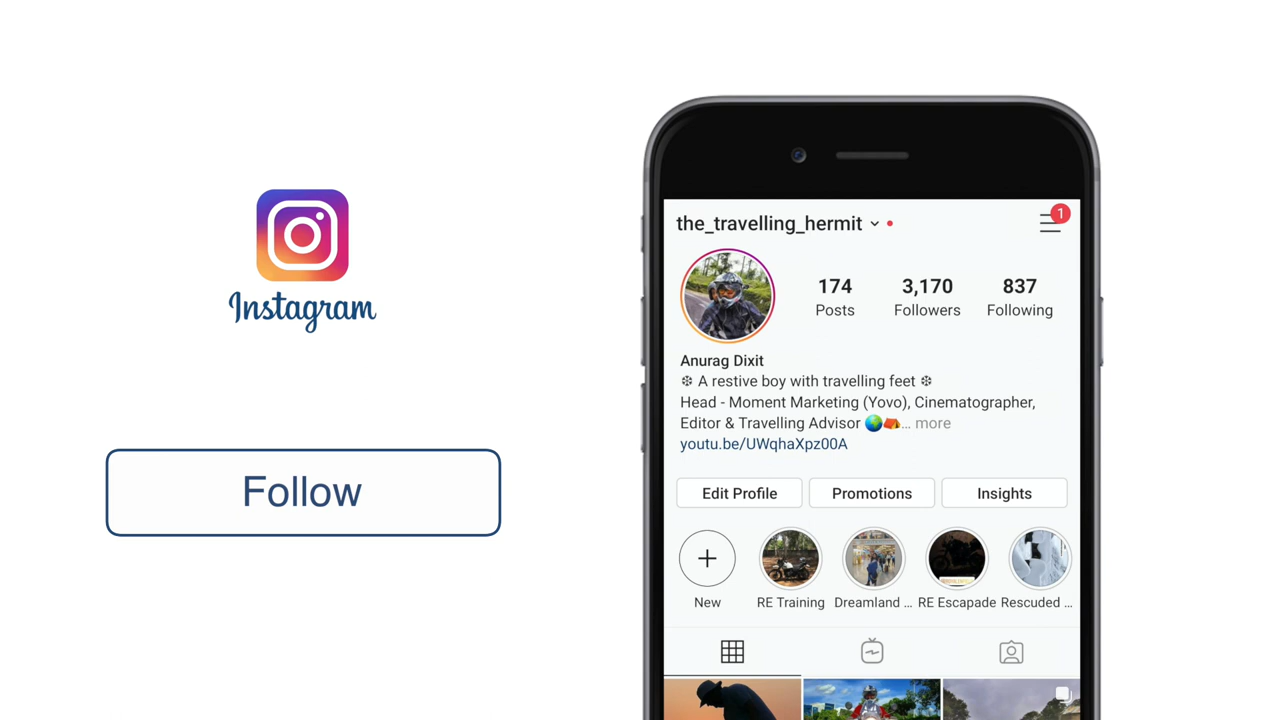 Instagram
Follow
the_travelling_hermit
1
174
3,170
837
Posts
Followers
Following
Anurag Dixit
❄ A restive boy with travelling feet ❄
Head - Moment Marketing (Yovo), Cinematographer,
Editor & Travelling Advisor 🌍⛺... more
youtu.be/UWqhaXpz00A
Edit Profile
Promotions
Insights
New
RE Training
Dreamland ...
RE Escapade
Rescuded ...